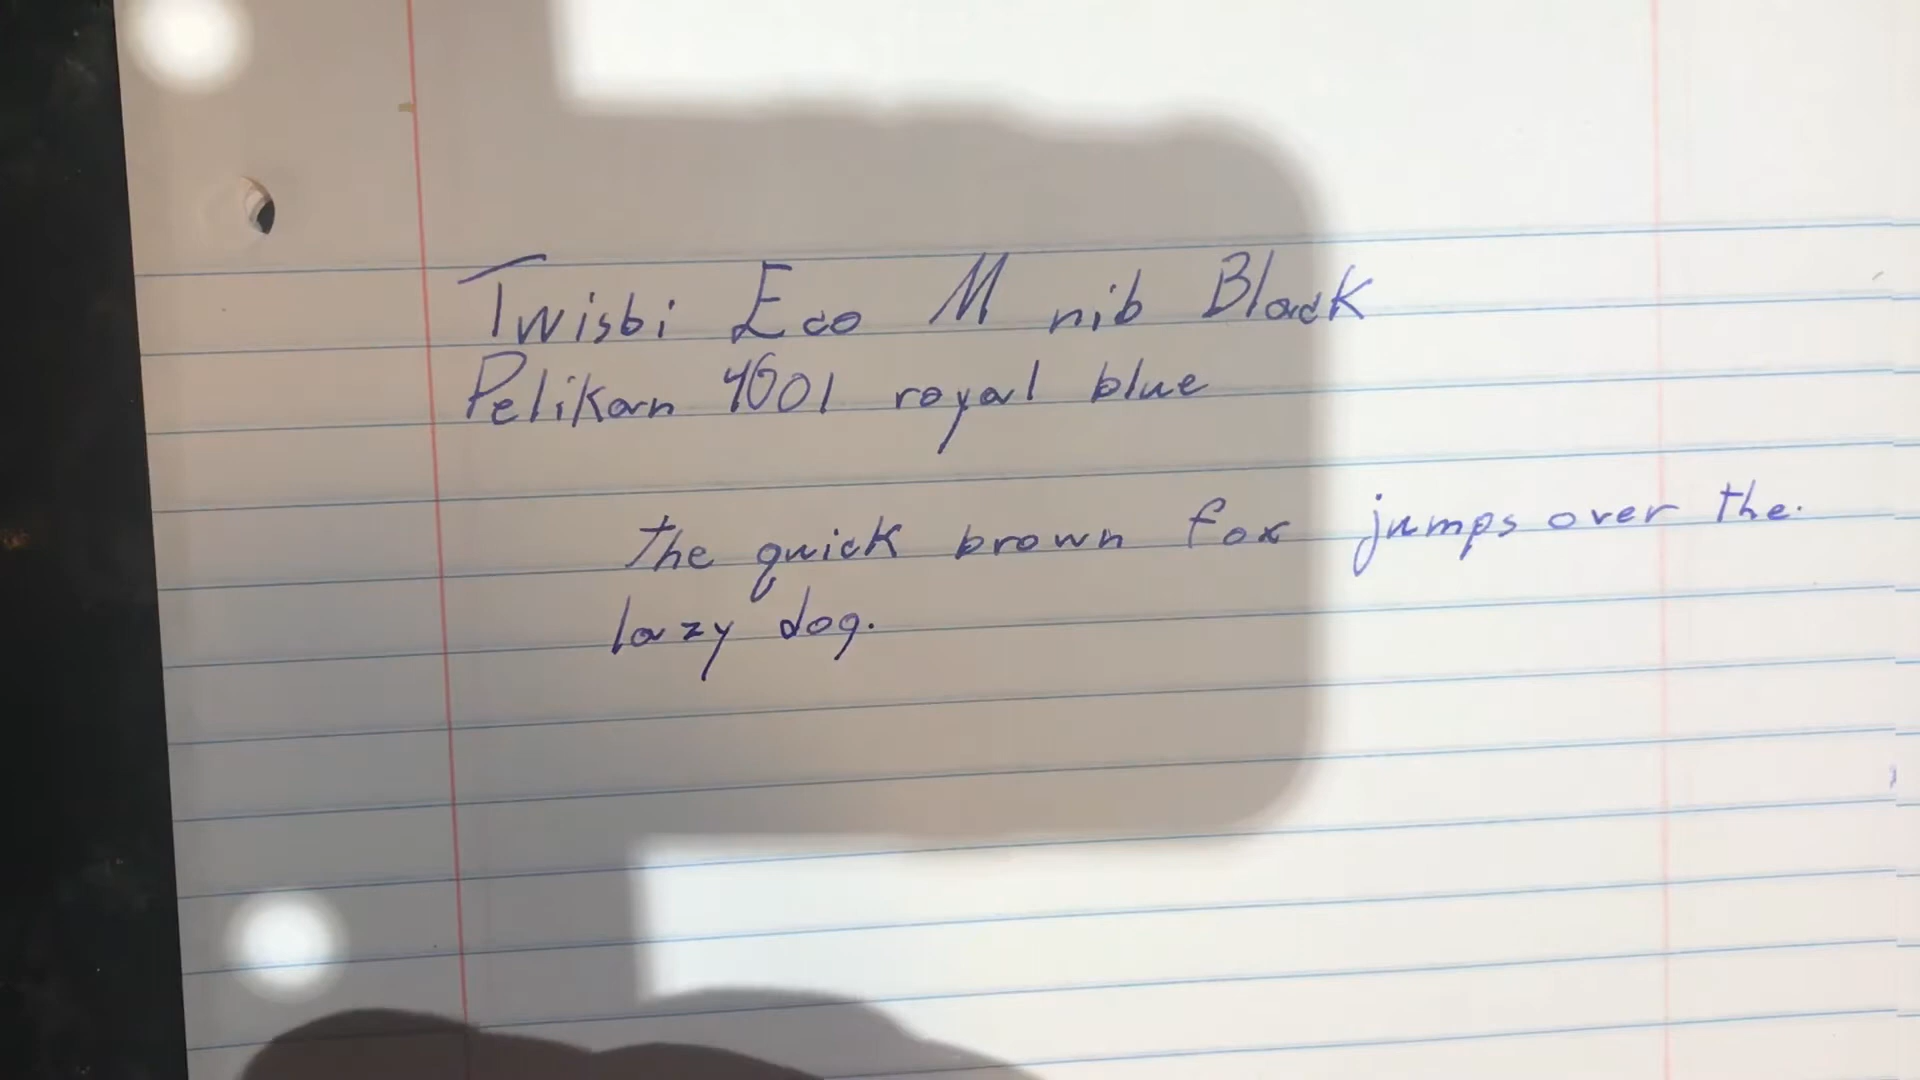 Twisbi Eco M nib Black
Pelikan 4001 royal blue
the quick brown fox jumps over the.
lazy dog.